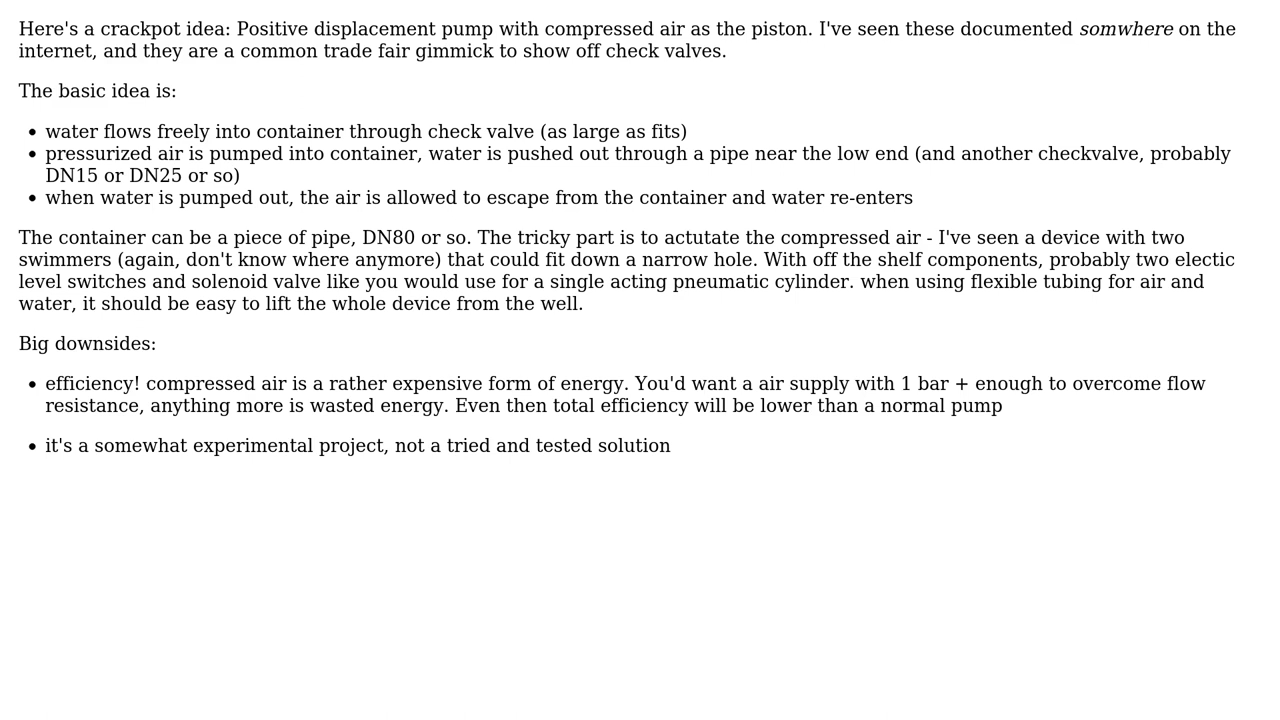 Here's a crackpot idea: Positive displacement pump with compressed air as the piston. I've seen these documented somwhere on the
internet, and they are a common trade fair gimmick to show off check valves.
The basic idea is:
• water flows freely into container through check valve (as large as fits)
• pressurized air is pumped into container, water is pushed out through a pipe near the low end (and another checkvalve, probably
DN15 or DN25 or so)
• when water is pumped out, the air is allowed to escape from the container and water re-enters
The container can be a piece of pipe, DN80 or so. The tricky part is to actutate the compressed air - I've seen a device with two
swimmers (again, don't know where anymore) that could fit down a narrow hole. With off the shelf components, probably two electic
level switches and solenoid valve like you would use for a single acting pneumatic cylinder. when using flexible tubing for air and
water, it should be easy to lift the whole device from the well.
Big downsides:
• efficiency! compressed air is a rather expensive form of energy. You'd want a air supply with 1 bar + enough to overcome flow
resistance, anything more is wasted energy. Even then total efficiency will be lower than a normal pump
• it's a somewhat experimental project, not a tried and tested solution